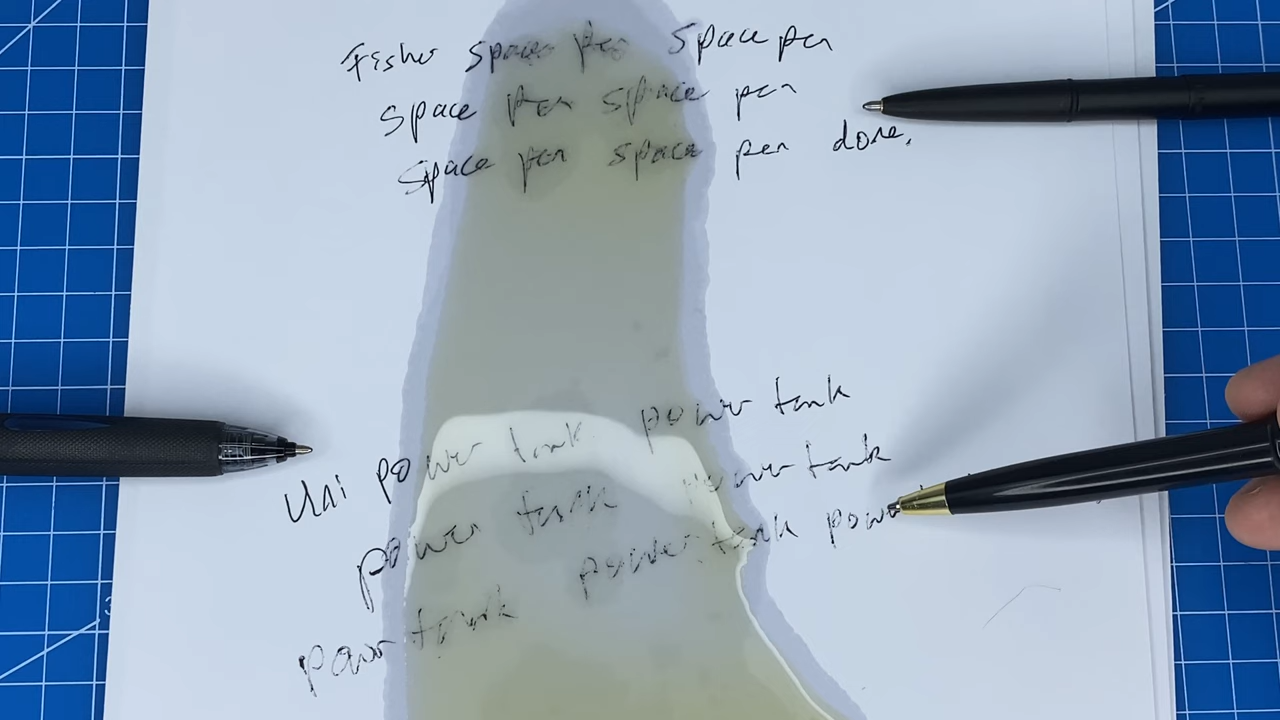 Fisher space pen space pen
space pen space pen
space pen space pen done.
Uni power tank power tank
power tank power tank
power tank power tank